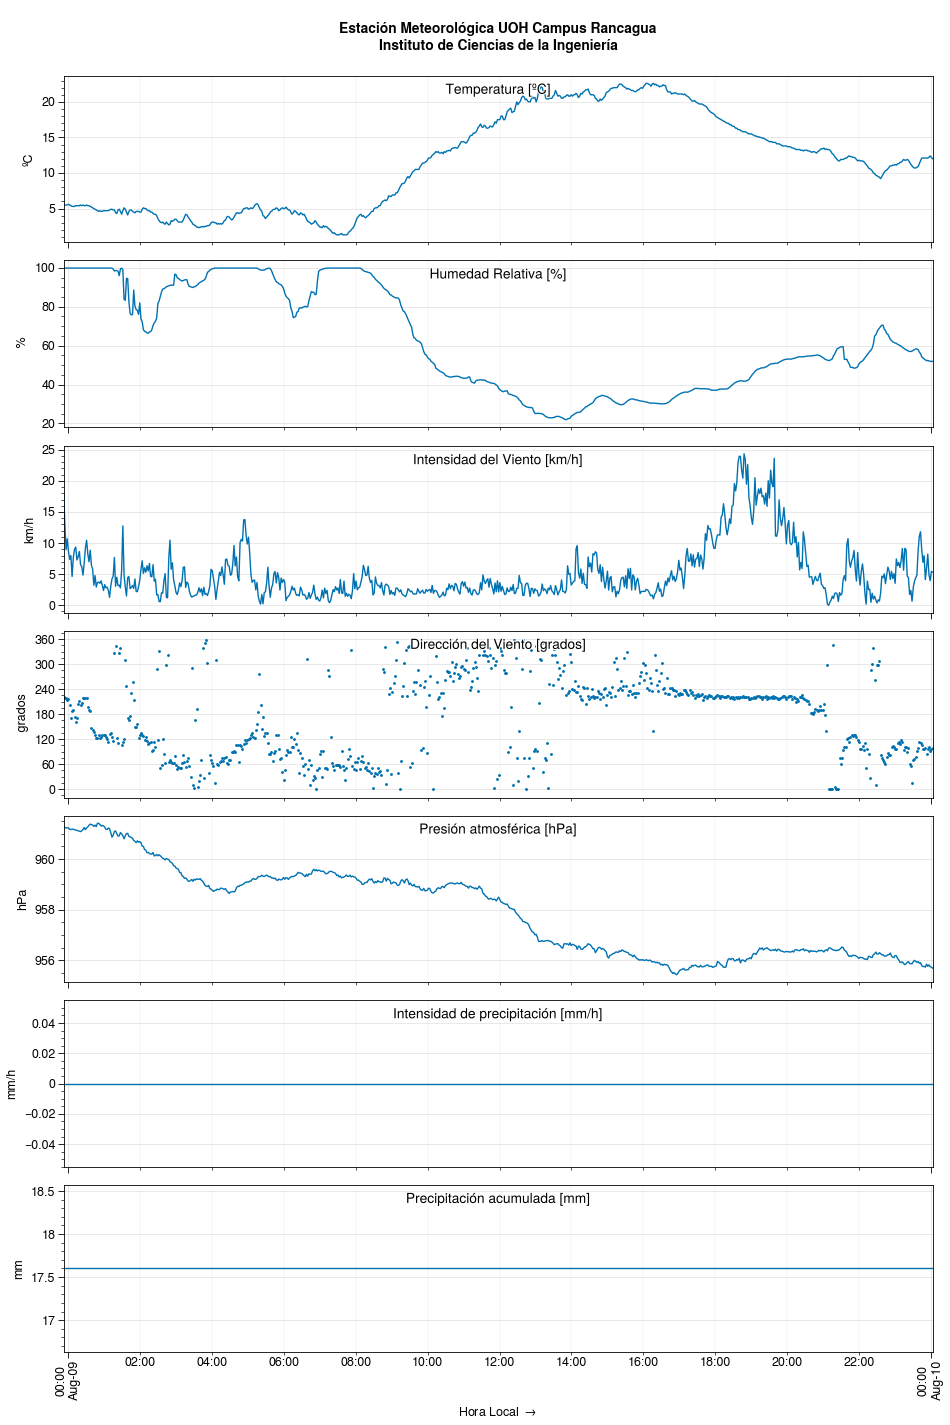 Estación Meteorológica UOH Campus Rancagua
Instituto de Ciencias de la Ingeniería
Temperatura [ºC]
20
15
10
5
ºC
Humedad Relativa [%]
100
80
60
40
20
%
Intensidad del Viento [km/h]
25
20
15
10
5
0
km/h
Dirección del Viento [grados]
360
300
240
180
120
60
0
grados
Presión atmosférica [hPa]
960
958
956
hPa
Intensidad de precipitación [mm/h]
0.04
0.02
0
−0.02
−0.04
mm/h
Precipitación acumulada [mm]
18.5
18
17.5
17
mm
00:00 02:00 04:00 06:00 08:00 10:00 12:00 14:00 16:00 18:00 20:00 22:00 00:00
Aug-09 Aug-10
Hora Local →